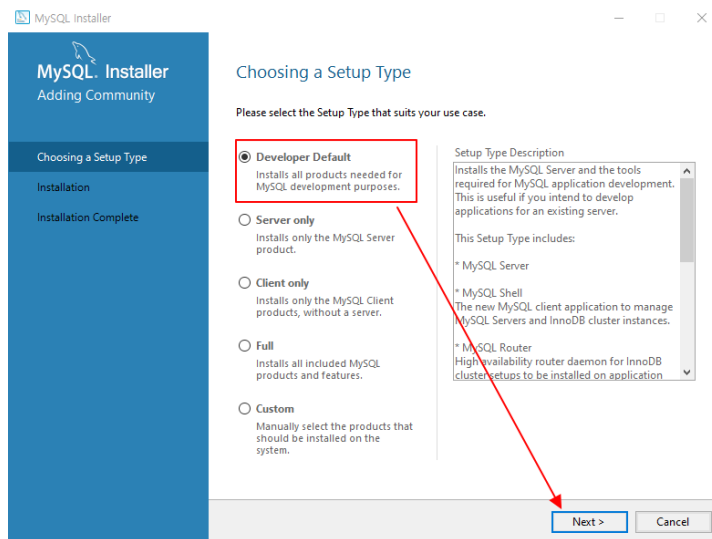 MySQL Installer
MySQL. Installer
Adding Community
Choosing a Setup Type
Installation
Installation Complete
Choosing a Setup Type
Please select the Setup Type that suits your use case.
Developer Default
Installs all products needed for
MySQL development purposes.
Server only
Installs only the MySQL Server
product.
Client only
Installs only the MySQL Client
products, without a server.
Full
Installs all included MySQL
products and features.
Custom
Manually select the products that
should be installed on the
system.
Setup Type Description
Installs the MySQL Server and the tools
required for MySQL application development.
This is useful if you intend to develop
applications for an existing server.
This Setup Type includes:
* MySQL Server
* MySQL Shell
The new MySQL client application to manage
MySQL Servers and InnoDB cluster instances.
* MySQL Router
High availability router daemon for InnoDB
cluster setups to be installed on application
Next >
Cancel